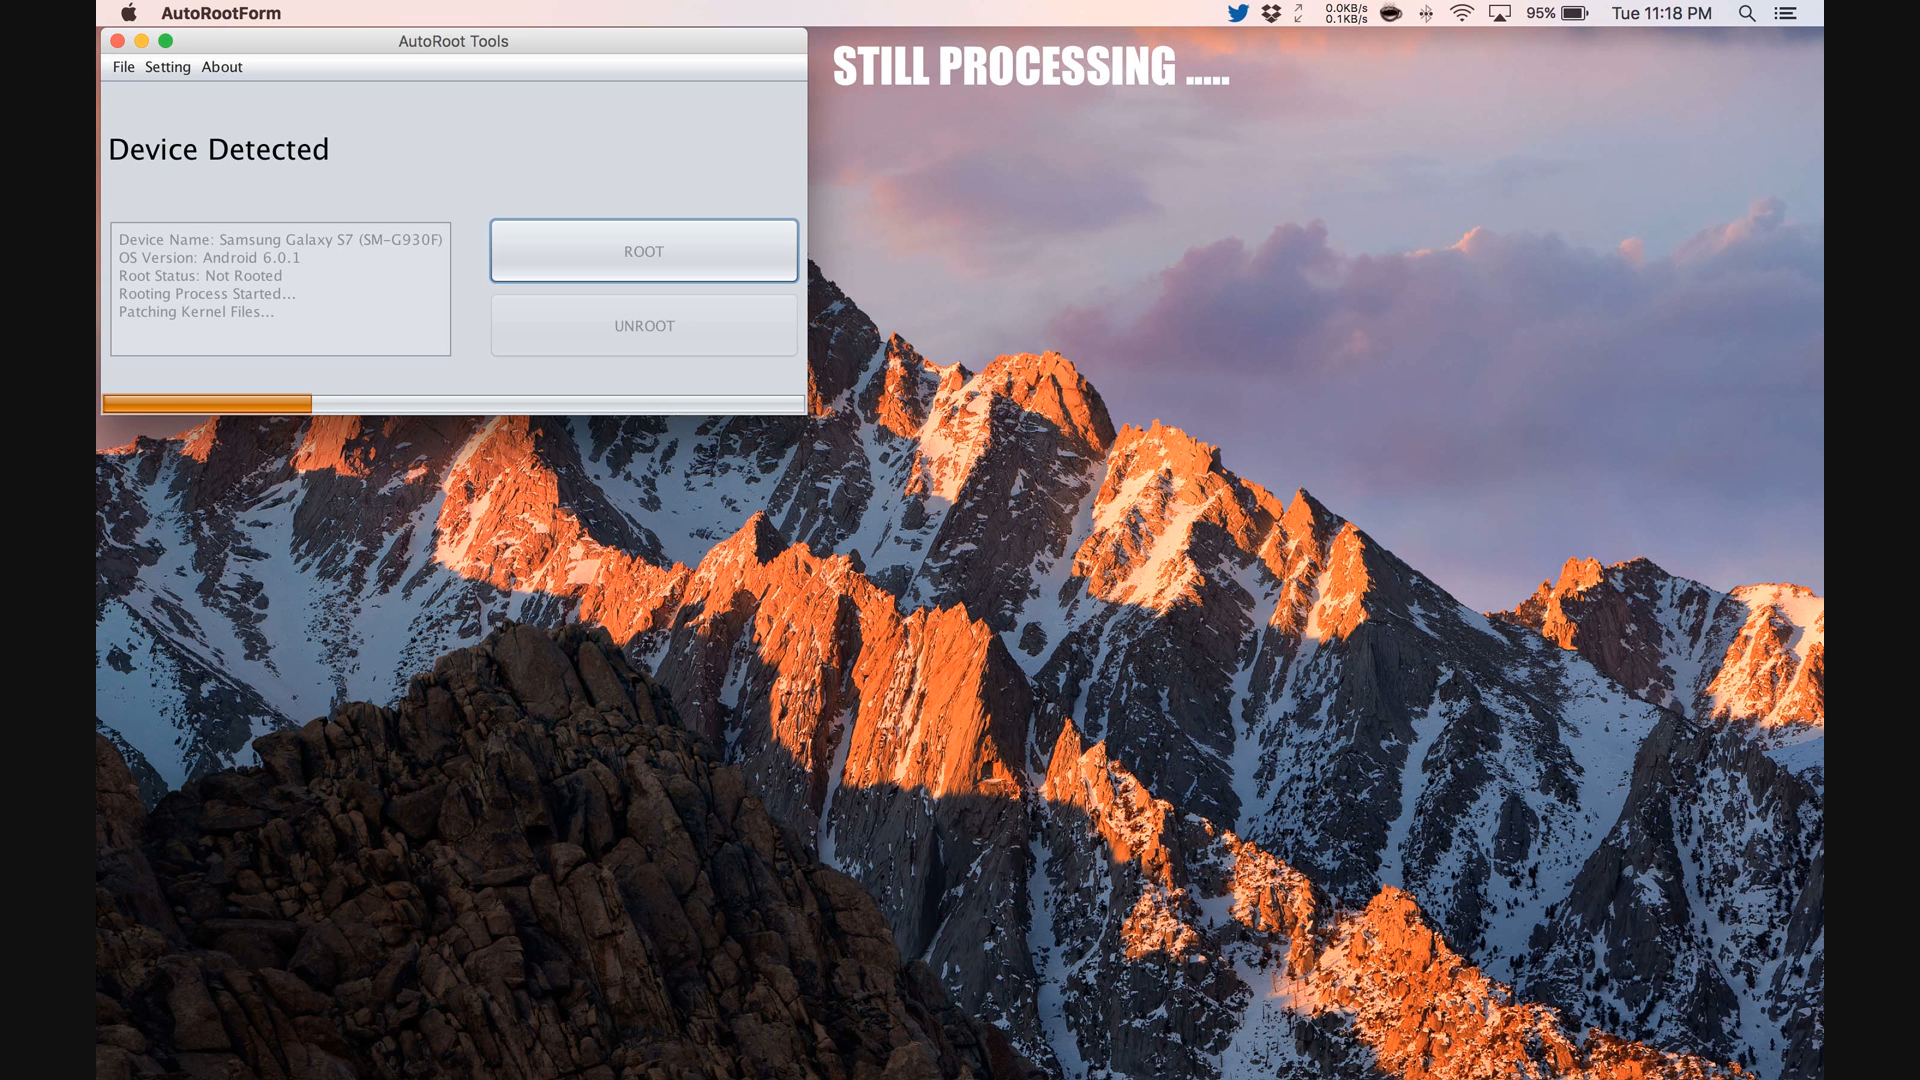 AutoRootForm
0.0KB/s
0.1KB/s
95%
Tue 11:18 PM
AutoRoot Tools
File Setting About
STILL PROCESSING .....
Device Detected
Device Name: Samsung Galaxy S7 (SM-G930F)
OS Version: Android 6.0.1
Root Status: Not Rooted
Rooting Process Started...
Patching Kernel Files...
ROOT
UNROOT